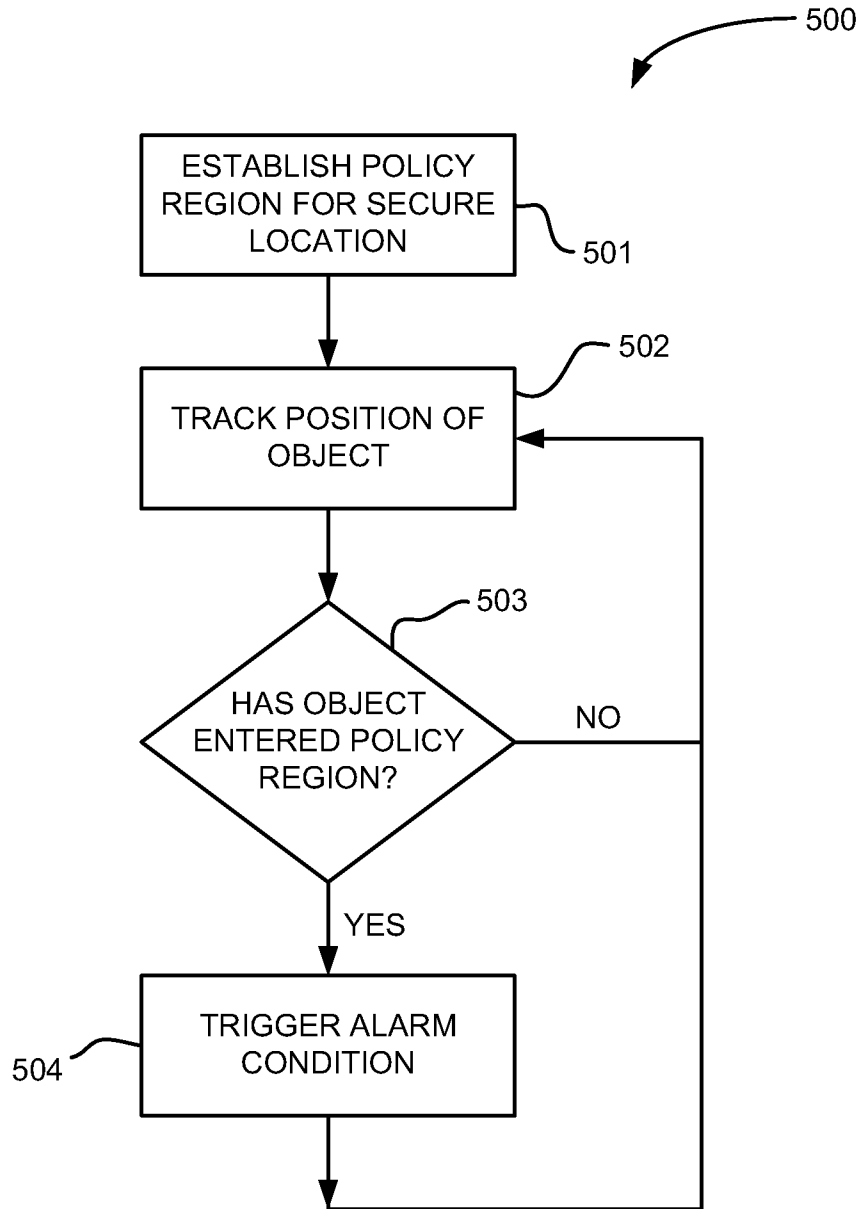 500
ESTABLISH POLICY
REGION FOR SECURE
LOCATION
501
502
TRACK POSITION OF
OBJECT
503
HAS OBJECT
ENTERED POLICY
REGION?
NO
YES
TRIGGER ALARM
CONDITION
504